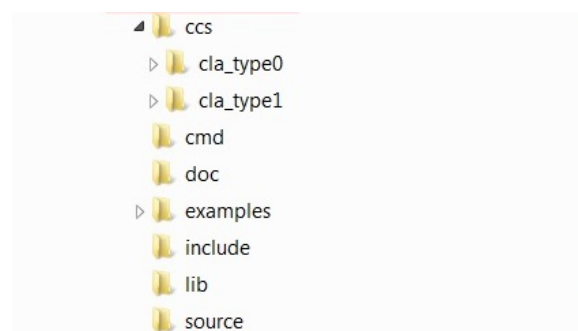 ccs
cla_type0
cla_type1
cmd
doc
examples
include
lib
source